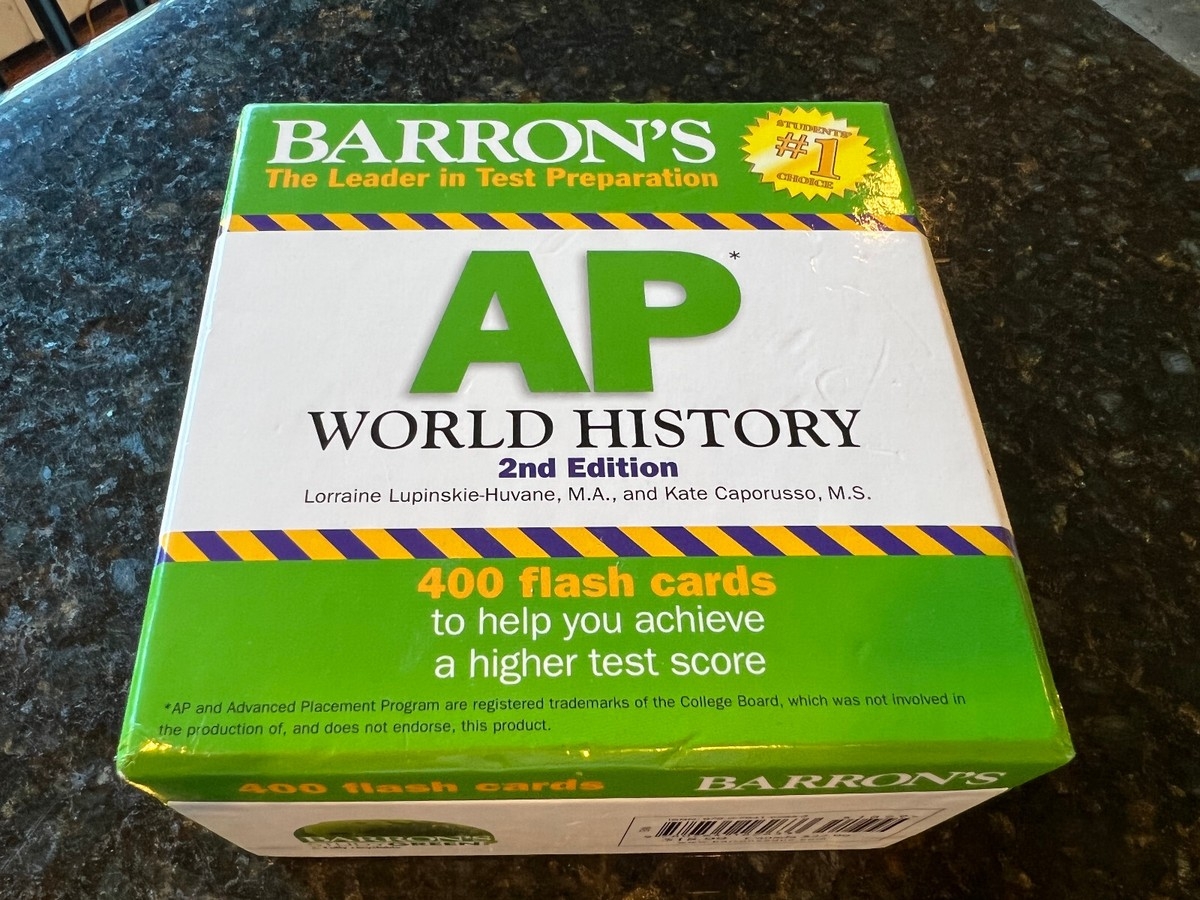 BARRON'S
The Leader in Test Preparation
STUDENTS'
#1
CHOICE
AP*
WORLD HISTORY
2nd Edition
Lorraine Lupinskie-Huvane, M.A., and Kate Caporusso, M.S.
400 flash cards
to help you achieve
a higher test score
*AP and Advanced Placement Program are registered trademarks of the College Board, which was not involved in
the production of, and does not endorse, this product.
400 flash cards
BARRON'S
BARRON'S
GREEN